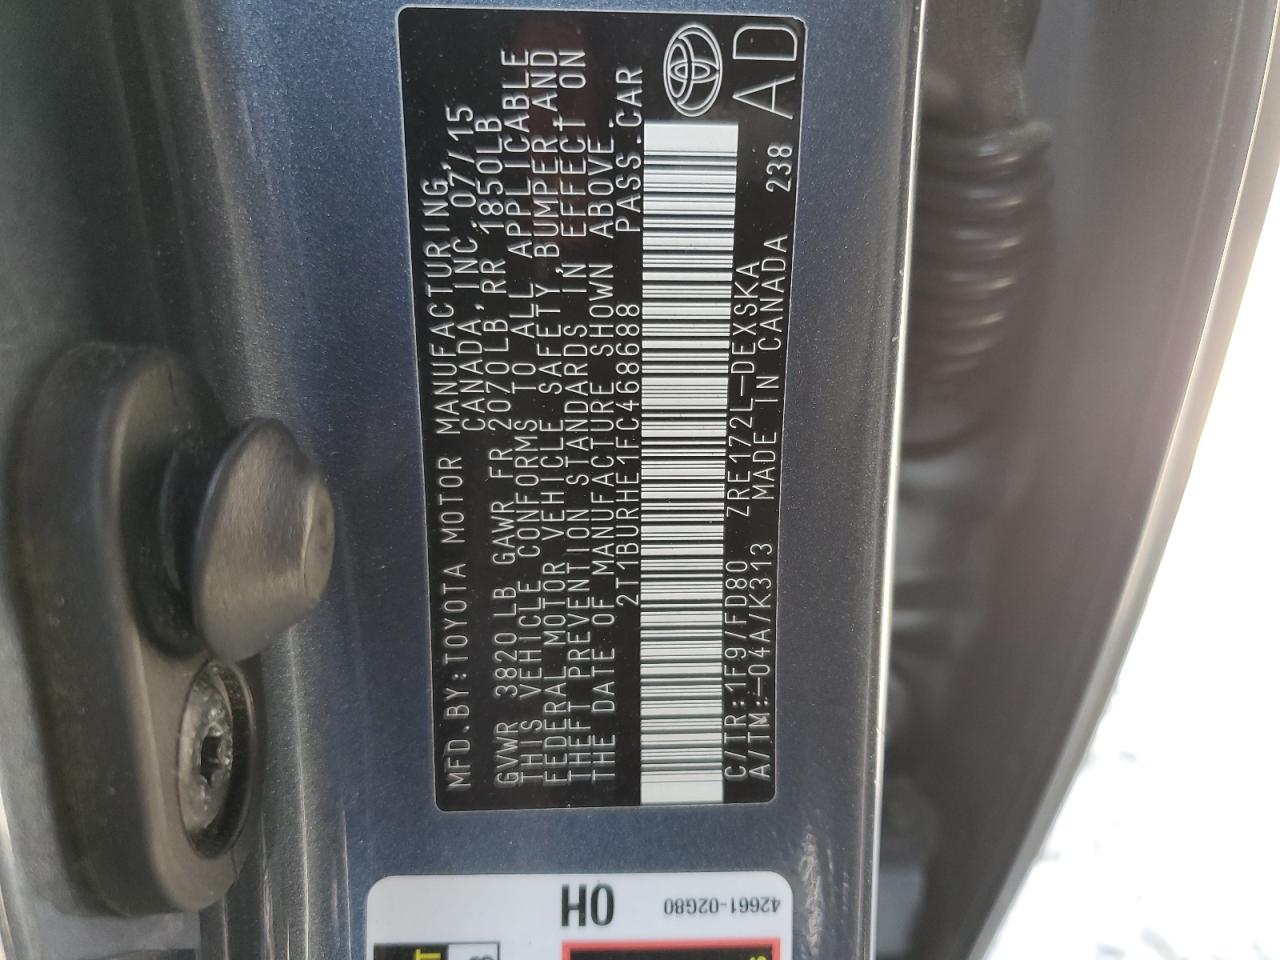 MFD.BY:TOYOTA MOTOR MANUFACTURING,
CANADA,INC. 07/15
GVWR 3820LB GAWR FR 2070LB, RR 1850LB
THIS VEHICLE CONFORMS TO ALL APPLICABLE
FEDERAL MOTOR VEHICLE SAFETY,BUMPER,AND
THEFT PREVENTION STANDARDS IN EFFECT ON
THE DATE OF MANUFACTURE SHOWN ABOVE.
2T1BURHE1FC468688 PASS.CAR
C/TR:1F9/FD80 ZRE172L-DEXSKA
A/TM:-04A/K313 MADE IN CANADA 238
AD
0H
42661-02G80